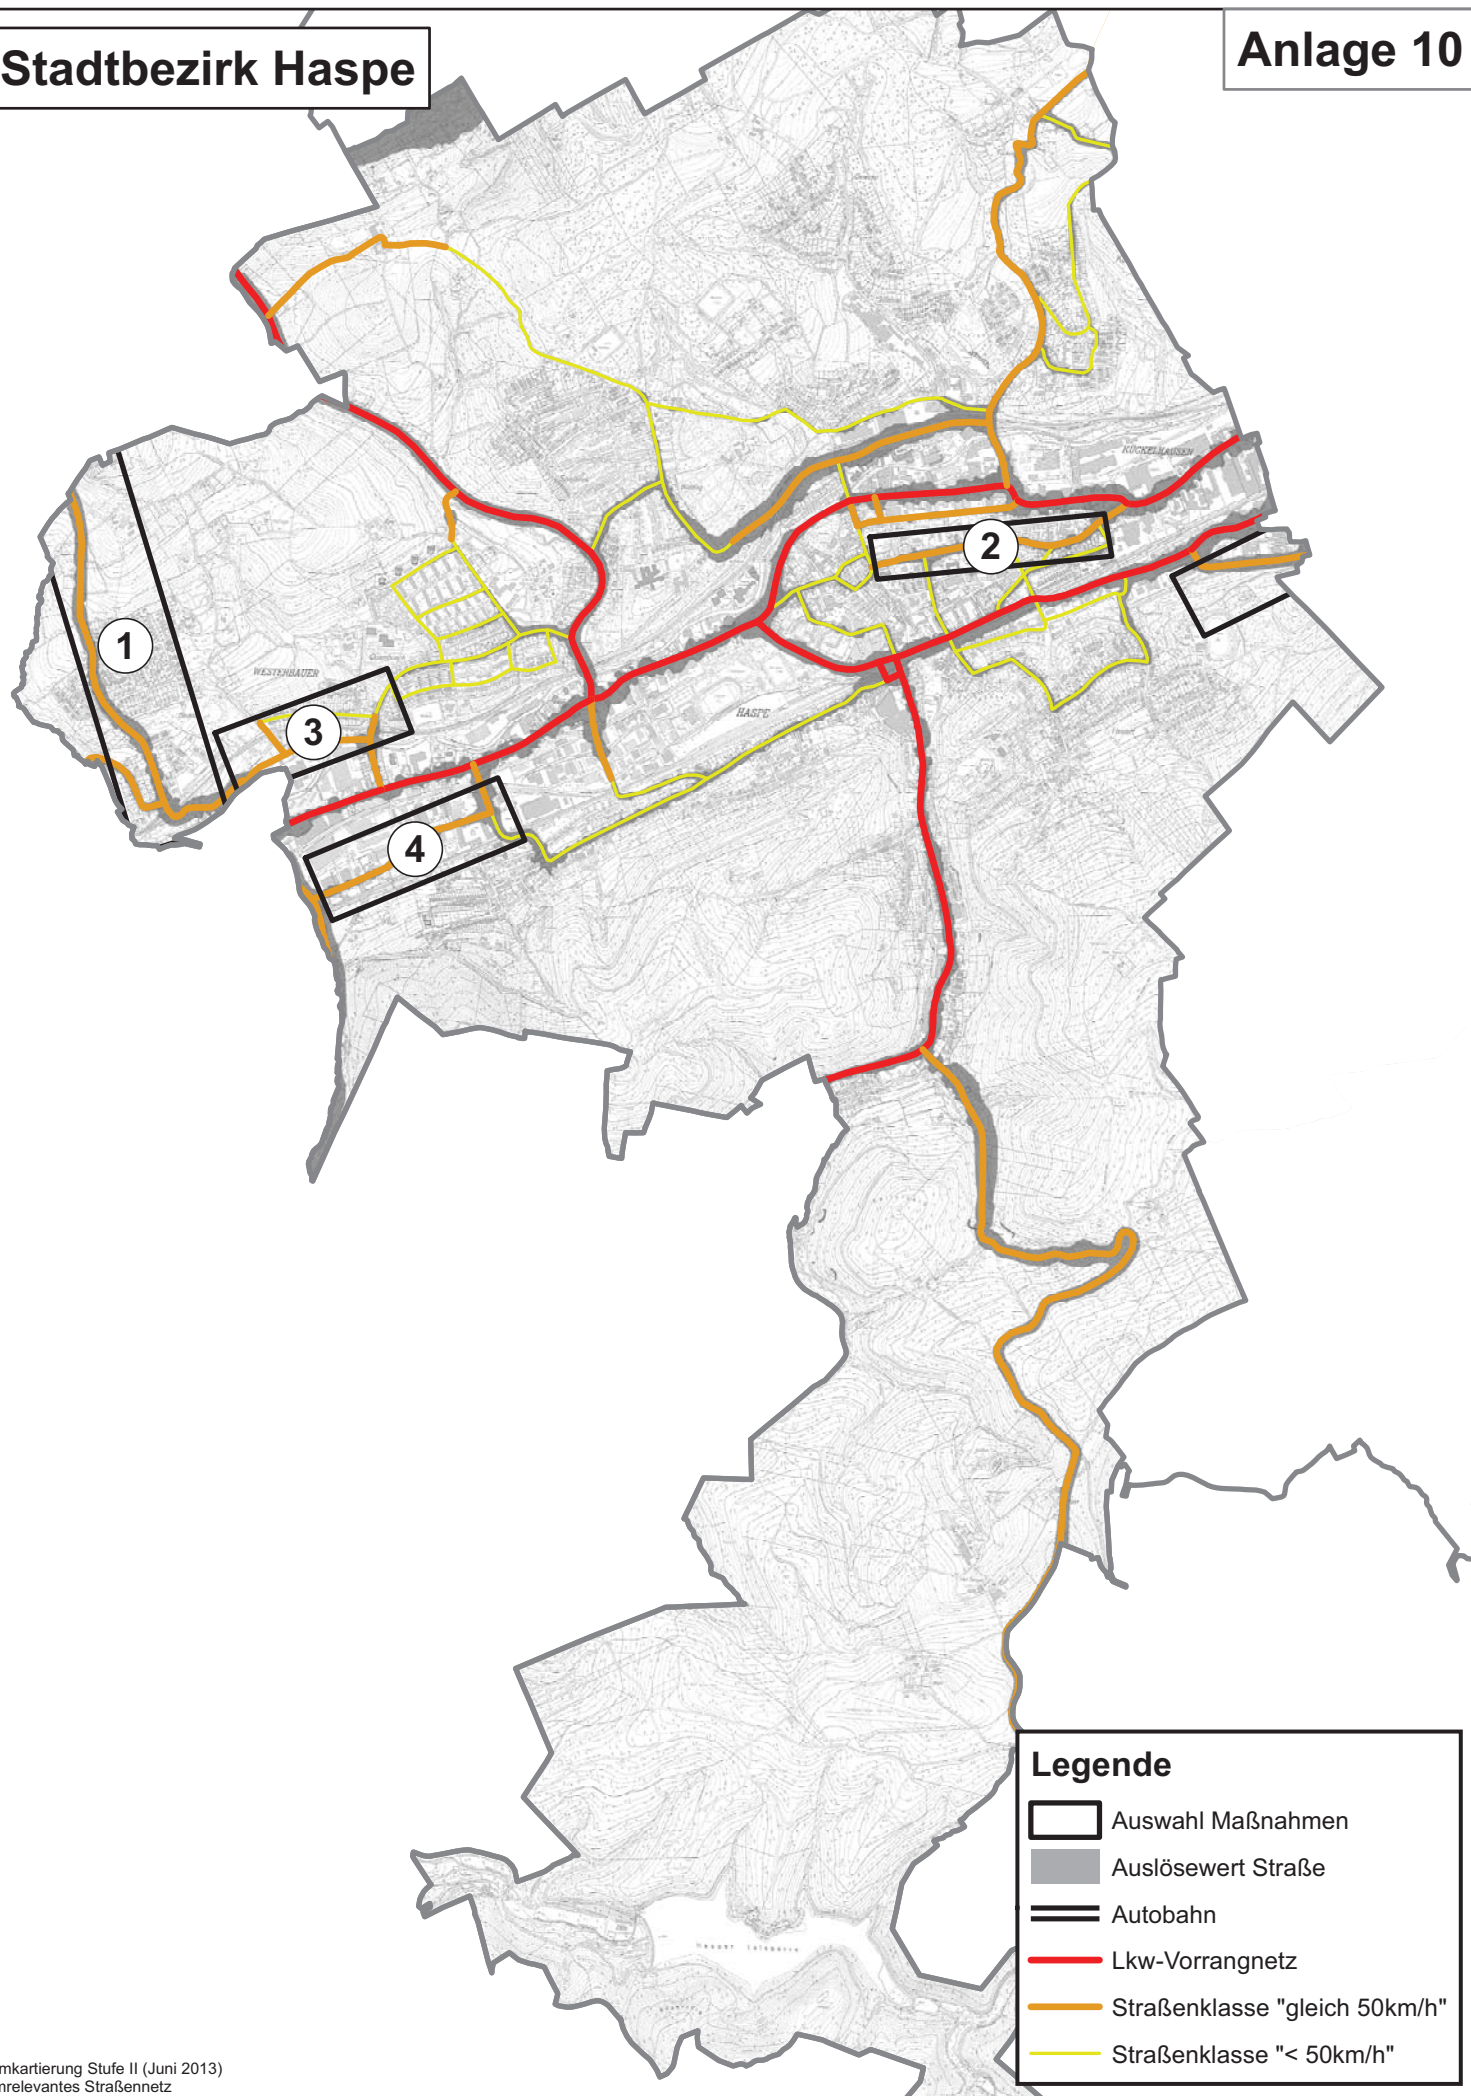 Stadtbezirk Haspe
Anlage 10
KÜCKELHAUSEN
2
1
WESTERBAUER
3
HASPE
4
Legende
Auswahl Maßnahmen
Auslösewert Straße
Autobahn
Lkw-Vorrangnetz
Straßenklasse "gleich 50km/h"
Straßenklasse "< 50km/h"
mkartierung Stufe II (Juni 2013)
mrelevantes Straßennetz